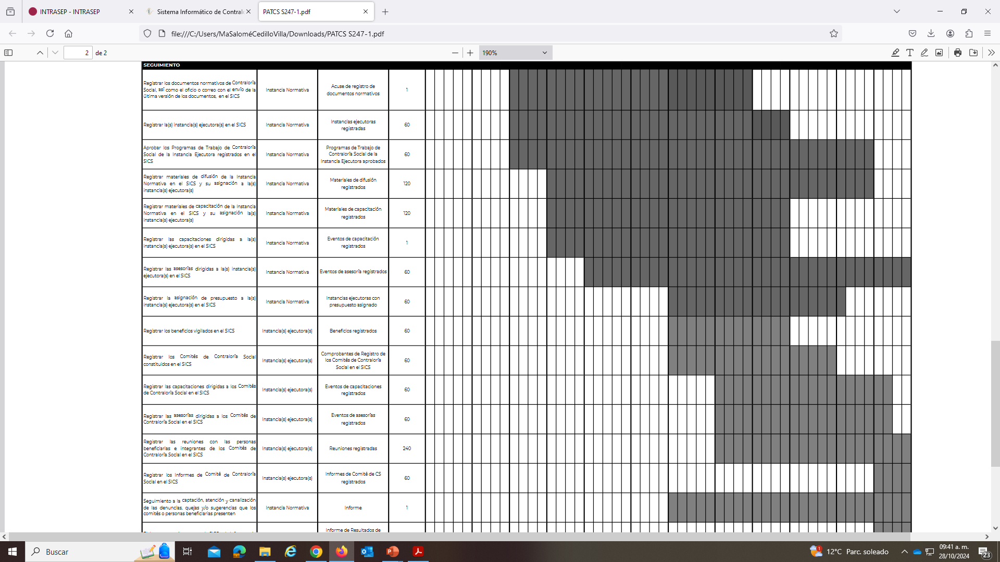 INTRASEP - INTRASEP
Sistema Informático de Contral
PATCS S247-1.pdf
file:///C:/Users/MaSaloméCedilloVilla/Downloads/PATCS S247-1.pdf
2 de 2
190%
SEGUIMIENTO
Registrar los documentos normativos de Contraloría
Social, así como el oficio o correo con el envío de la
última versión de los documentos, en el SICS
Instancia Normativa
Acuse de registro de
documentos normativos
1
Registrar la(s) instancia(s) ejecutora(s) en el SICS
Instancia Normativa
Instancias ejecutoras
registradas
60
Aprobar los Programas de Trabajo de Contraloría
Social de la Instancia Ejecutora registrados en el
SICS
Instancia Normativa
Programas de Trabajo de
Contraloría Social de la
Instancia Ejecutora aprobados
60
Registrar materiales de difusión de la Instancia
Normativa en el SICS y su asignación a la(s)
instancia(s) ejecutora(s)
Instancia Normativa
Materiales de difusión
registrados
120
Registrar materiales de capacitación de la Instancia
Normativa en el SICS y su asignación la(s)
instancia(s) ejecutora(s)
Instancia Normativa
Materiales de capacitación
registrados
120
Registrar las capacitaciones dirigidas a la(s)
instancia(s) ejecutora(s) en el SICS
Instancia Normativa
Eventos de capacitación
registrados
1
Registrar las asesorías dirigidas a la(s) instancia(s)
ejecutora(s) en el SICS
Instancia Normativa
Eventos de asesoría registrados
60
Registrar la asignación de presupuesto a la(s)
instancia(s) ejecutora(s) en el SICS
Instancia Normativa
Instancias ejecutoras con
presupuesto asignado
60
Registrar los beneficios vigilados en el SICS
Instancia(s) ejecutora(s)
Beneficios registrados
60
Registrar los Comités de Contraloría Social
constituidos en el SICS
Instancia(s) ejecutora(s)
Comprobantes de Registro de
los Comités de Contraloría
Social en el SICS
60
Registrar las capacitaciones dirigidas a los Comités
de Contraloría Social en el SICS
Instancia(s) ejecutora(s)
Eventos de capacitaciones
registrados
60
Registrar las asesorías dirigidas a los Comités de
Contraloría Social en el SICS
Instancia(s) ejecutora(s)
Eventos de asesorías
registrados
60
Registrar las reuniones con las personas
beneficiarias e integrantes de los Comités de
Contraloría Social en el SICS
Instancia(s) ejecutora(s)
Reuniones registradas
240
Registrar los Informes de Comité de Contraloría
Social en el SICS
Instancia(s) ejecutora(s)
Informes de Comité de CS
registrados
60
Seguimiento a la captación, atención y canalización
de las denuncias, quejas y/o sugerencias que los
comités o personas beneficiarias presenten
Instancia Normativa
Informe
1
Informe de Resultados de
Buscar
1
12°C Parc. soleado
09:41 a. m.
28/10/2024
23